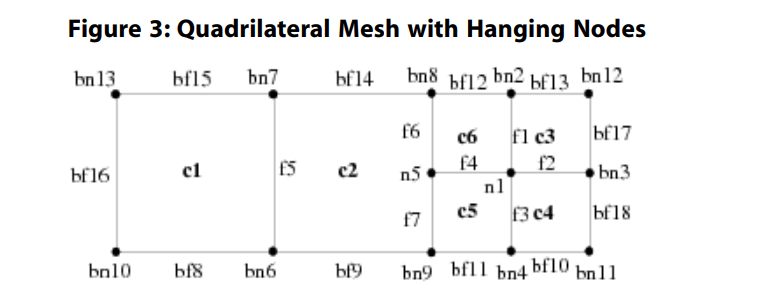 Figure 3: Quadrilateral Mesh with Hanging Nodes
bn13 bf15 bn7 bf14 bn8 bf12 bn2 bf13 bn12
f6 c6 f1 c3 bf17
bf16 c1 f5 c2 n5 f4 f2 bn3
n1
f7 c5 f3 c4 bf18
bn10 bf8 bn6 bf9 bn9 bf11 bn4 bf10 bn11